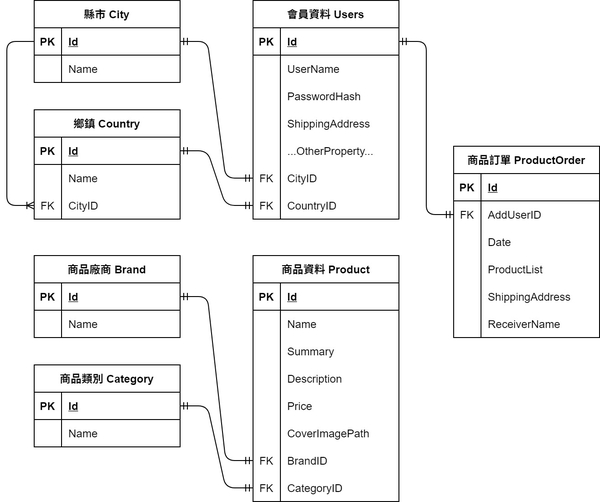 縣市 City
PK Id
Name
鄉鎮 Country
PK Id
Name
FK CityID
會員資料 Users
PK Id
UserName
PasswordHash
ShippingAddress
...OtherProperty...
FK CityID
FK CountryID
商品訂單 ProductOrder
PK Id
FK AddUserID
Date
ProductList
ShippingAddress
ReceiverName
商品廠商 Brand
PK Id
Name
商品類別 Category
PK Id
Name
商品資料 Product
PK Id
Name
Summary
Description
Price
CoverImagePath
FK BrandID
FK CategoryID